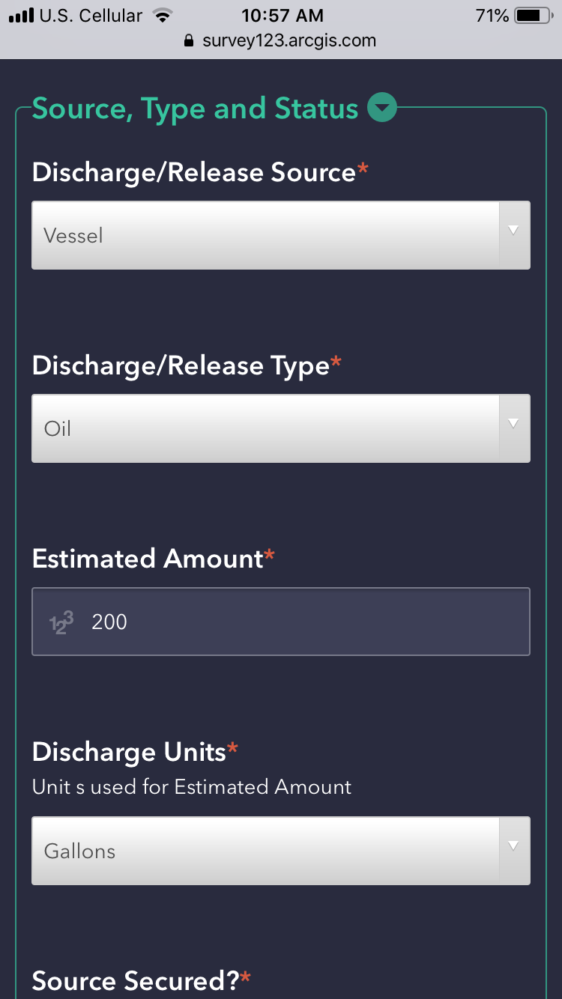 U.S. Cellular 10:57 AM 71%
survey123.arcgis.com
Source, Type and Status
Discharge/Release Source*
Vessel
Discharge/Release Type*
Oil
Estimated Amount*
123 200
Discharge Units*
Unit s used for Estimated Amount
Gallons
Source Secured?*